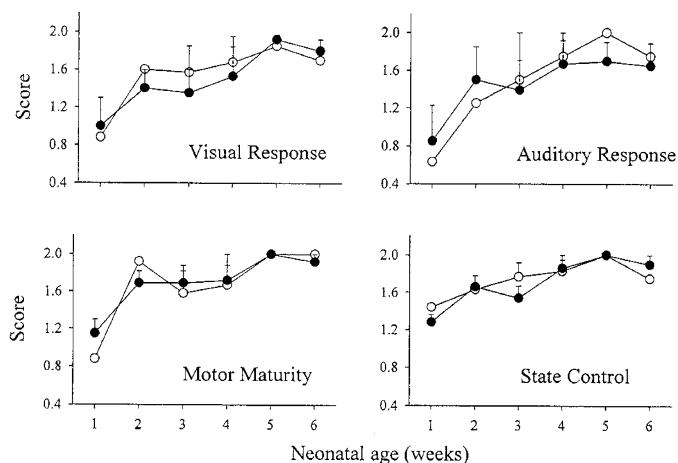 2.0
1.6
1.2
0.8
0.4
Score
Visual Response
2.0
1.6
1.2
0.8
0.4
Auditory Response
2.0
1.6
1.2
0.8
0.4
Score
Motor Maturity
1 2 3 4 5 6
2.0
1.6
1.2
0.8
0.4
State Control
1 2 3 4 5 6
Neonatal age (weeks)